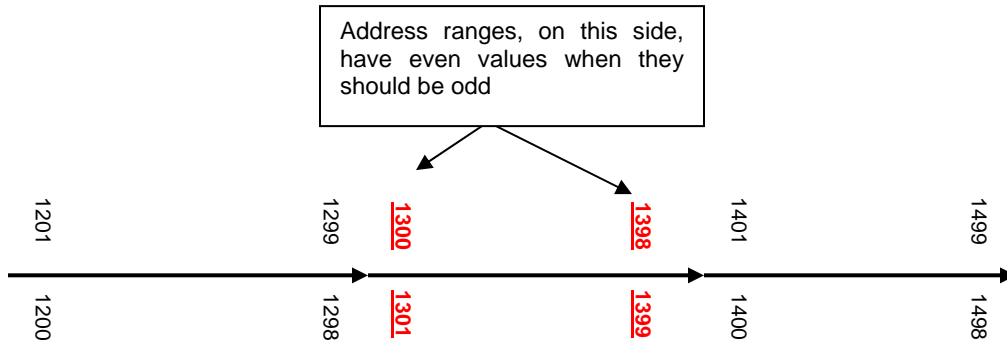 Address ranges, on this side,
have even values when they
should be odd
1201 1299 1300 1398 1401 1499
1200 1298 1301 1399 1400 1498